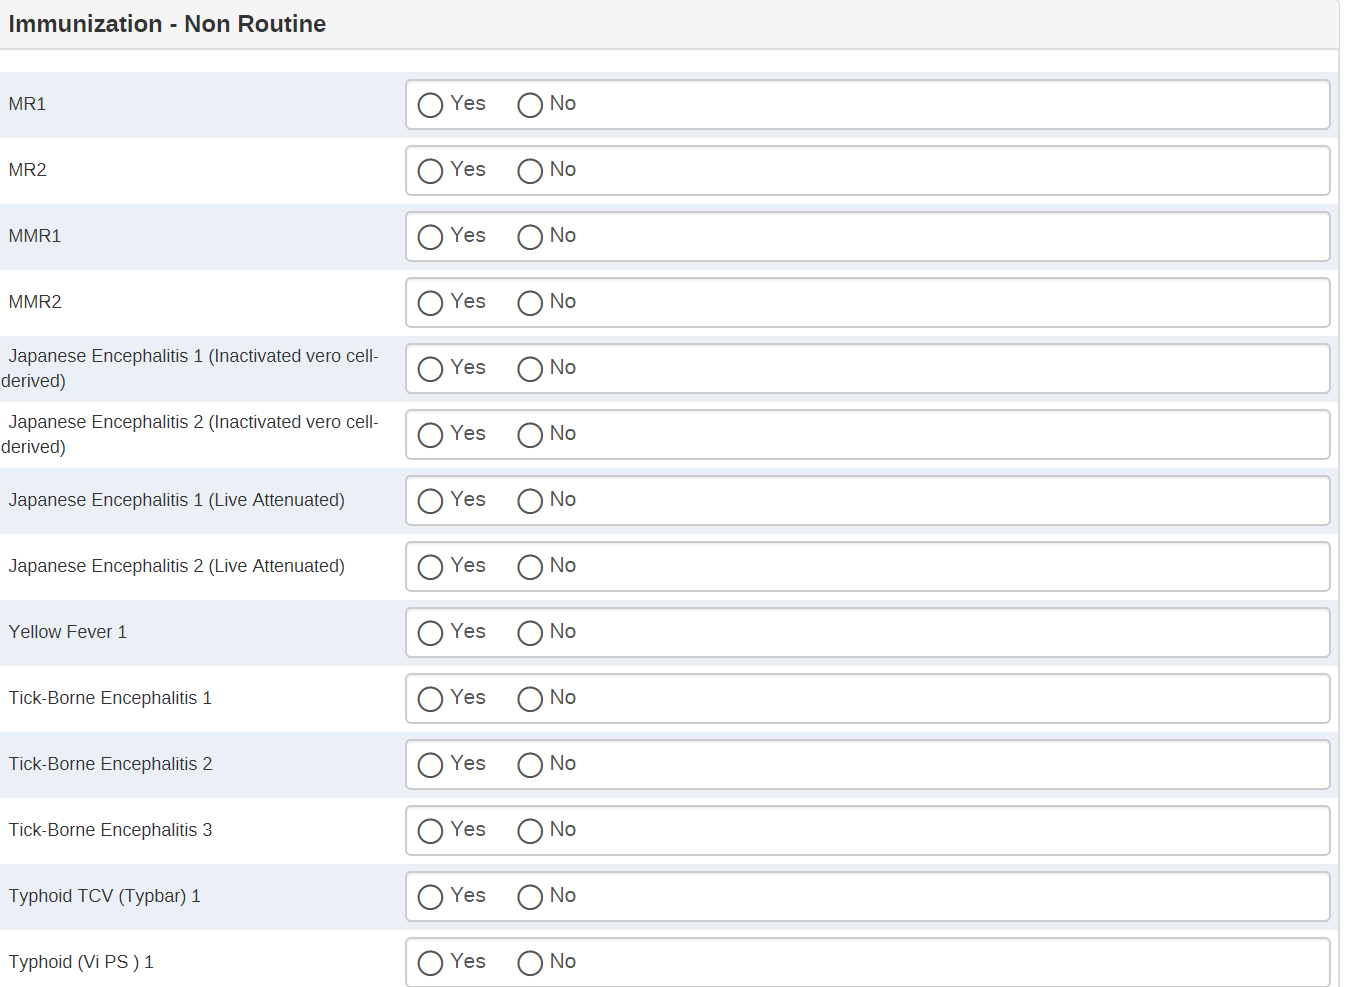 Immunization - Non Routine
MR1 Yes No
MR2 Yes No
MMR1 Yes No
MMR2 Yes No
Japanese Encephalitis 1 (Inactivated vero cell-
derived) Yes No
Japanese Encephalitis 2 (Inactivated vero cell-
derived) Yes No
Japanese Encephalitis 1 (Live Attenuated) Yes No
Japanese Encephalitis 2 (Live Attenuated) Yes No
Yellow Fever 1 Yes No
Tick-Borne Encephalitis 1 Yes No
Tick-Borne Encephalitis 2 Yes No
Tick-Borne Encephalitis 3 Yes No
Typhoid TCV (Typbar) 1 Yes No
Typhoid (Vi PS ) 1 Yes No